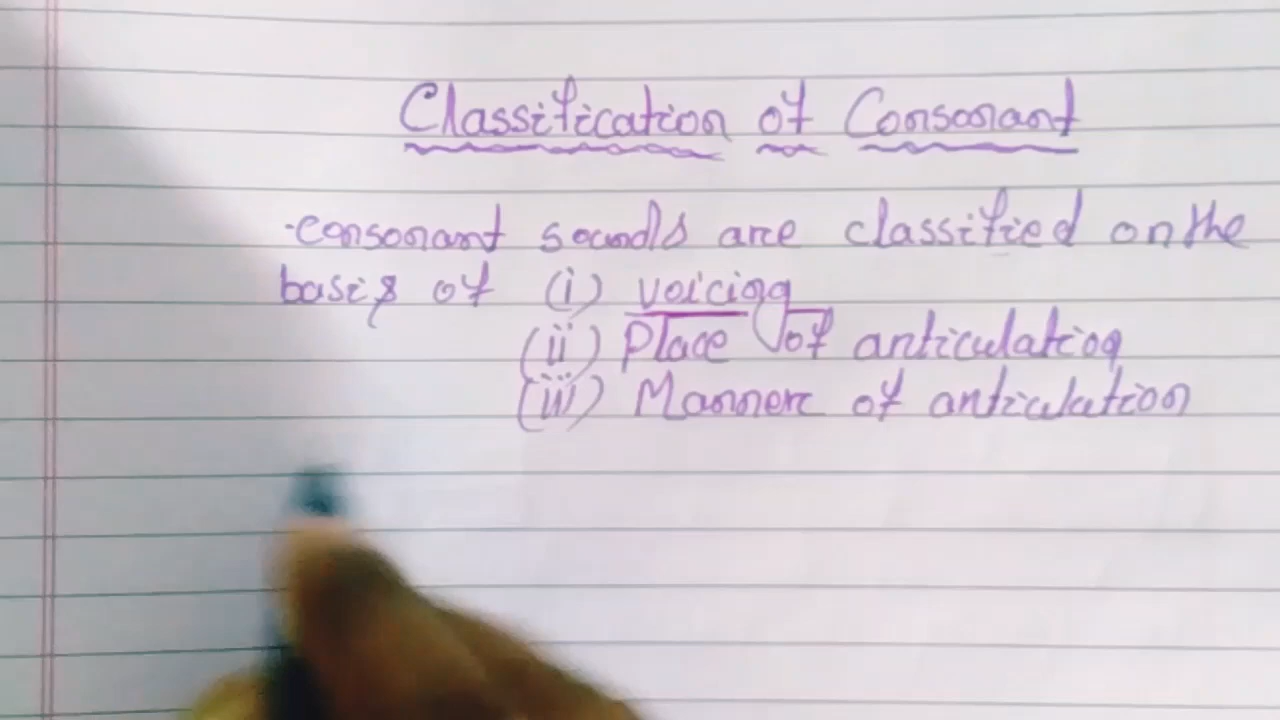 Classification of Consonant
·consonant sounds are classified on the
basis of (i) voicing
(ii) Place of articulation
(iii) Manner of articulation